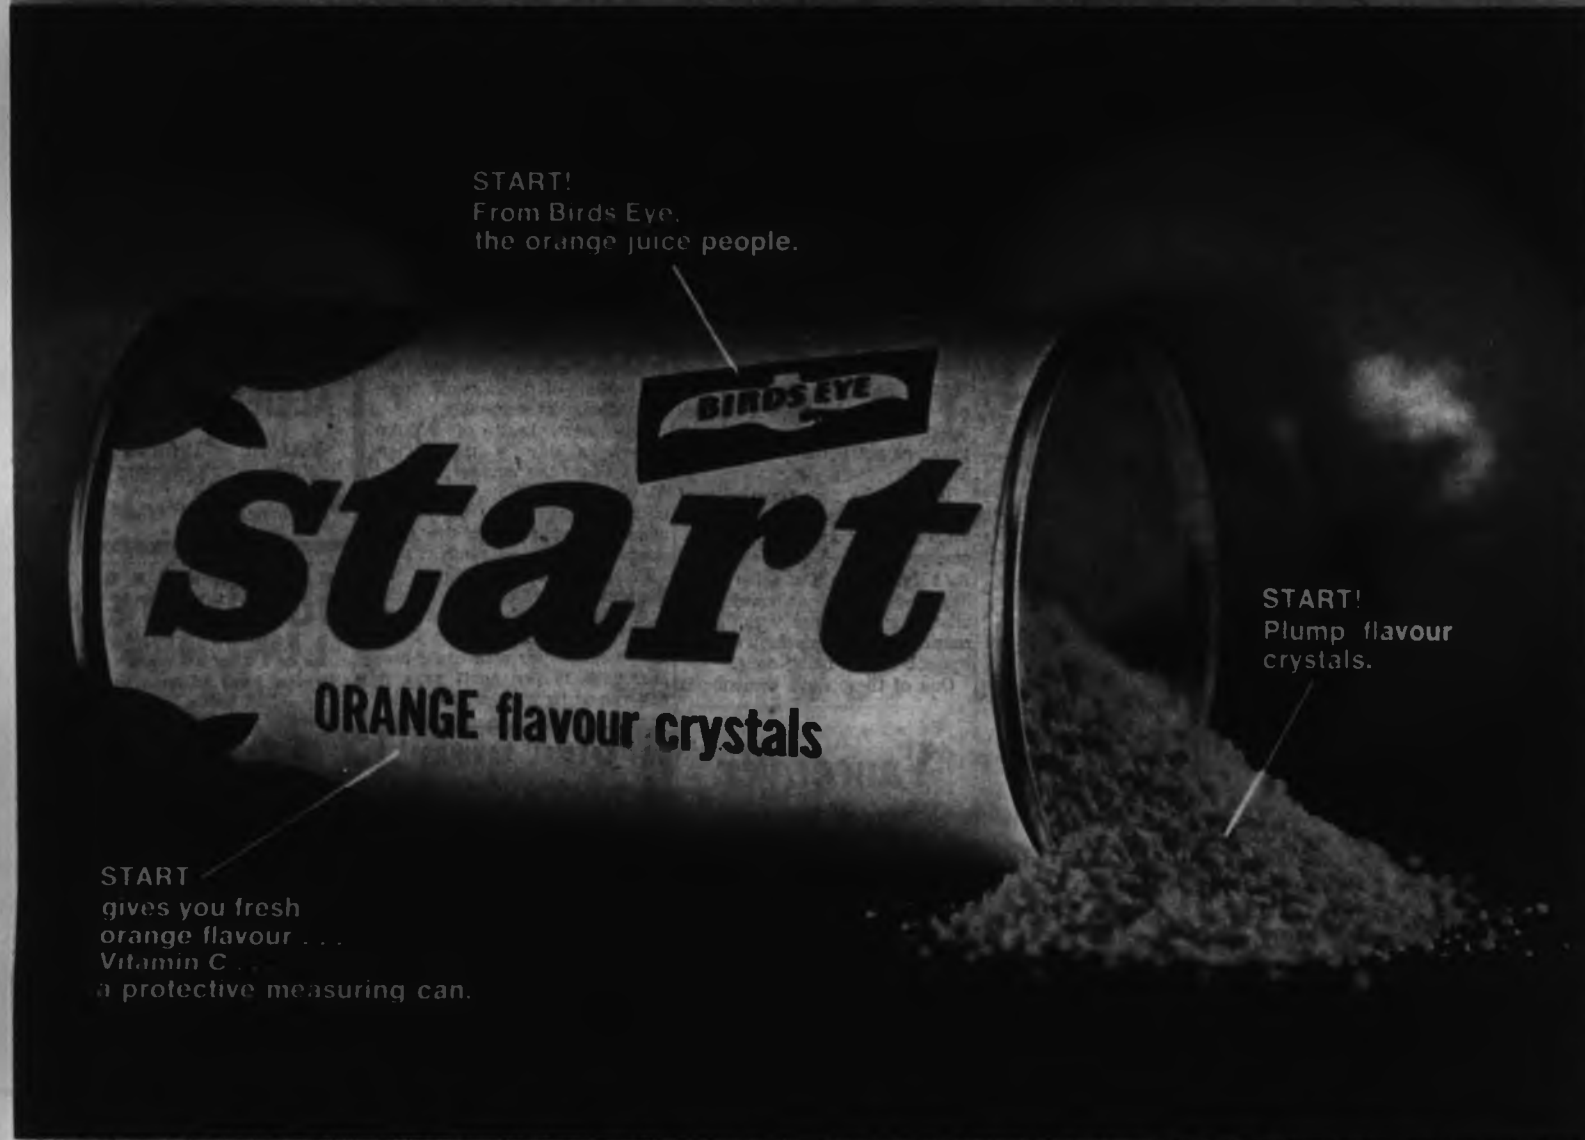 START!
From Birds Eye,
the orange juice people.
BIRDS EYE
start
ORANGE flavour crystals
START!
Plump flavour
crystals.
START
gives you fresh
orange flavour . . .
Vitamin C . . .
a protective measuring can.